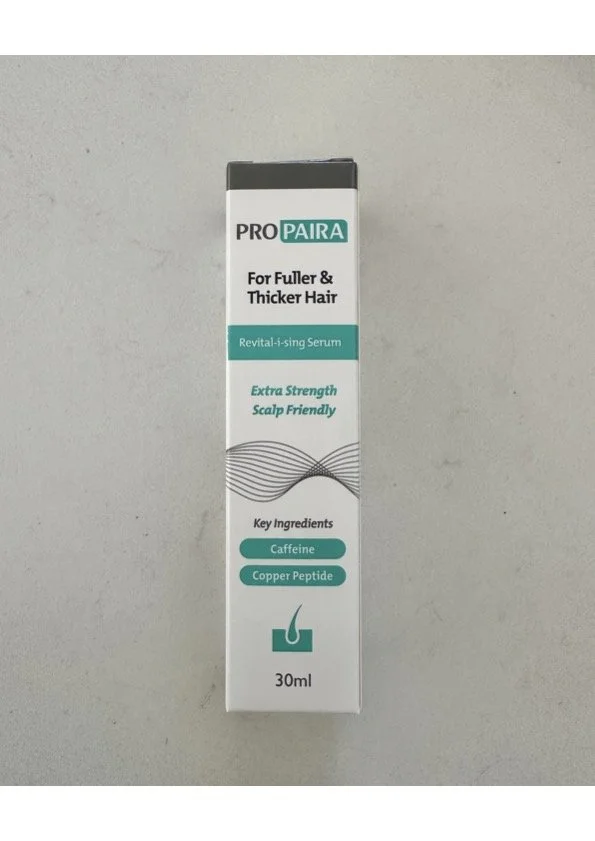 PROPAIRA
For Fuller &
Thicker Hair
Revital-i-sing Serum
Extra Strength
Scalp Friendly
Key Ingredients
Caffeine
Copper Peptide
30ml